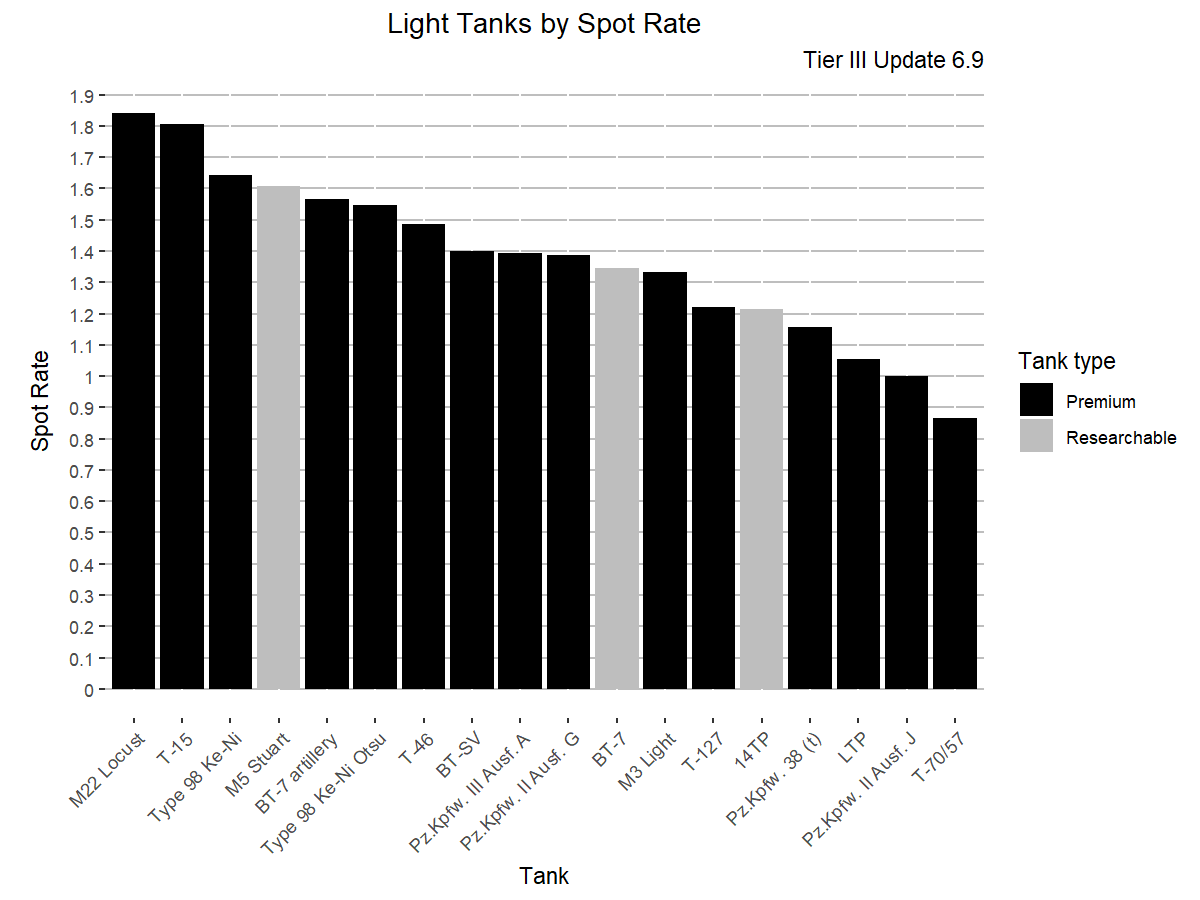 Light Tanks by Spot Rate
Tier III Update 6.9
Spot Rate
1.9
1.8
1.7
1.6
1.5
1.4
1.3
1.2
1.1
1
0.9
0.8
0.7
0.6
0.5
0.4
0.3
0.2
0.1
0
M22 Locust
T-15
Type 98 Ke-Ni
M5 Stuart
BT-7 artillery
Type 98 Ke-Ni Otsu
T-46
BT-SV
Pz.Kpfw. III Ausf. A
Pz.Kpfw. II Ausf. G
BT-7
M3 Light
T-127
14TP
Pz.Kpfw. 38 (t)
LTP
Pz.Kpfw. II Ausf. J
T-70/57
Tank
Tank type
Premium
Researchable